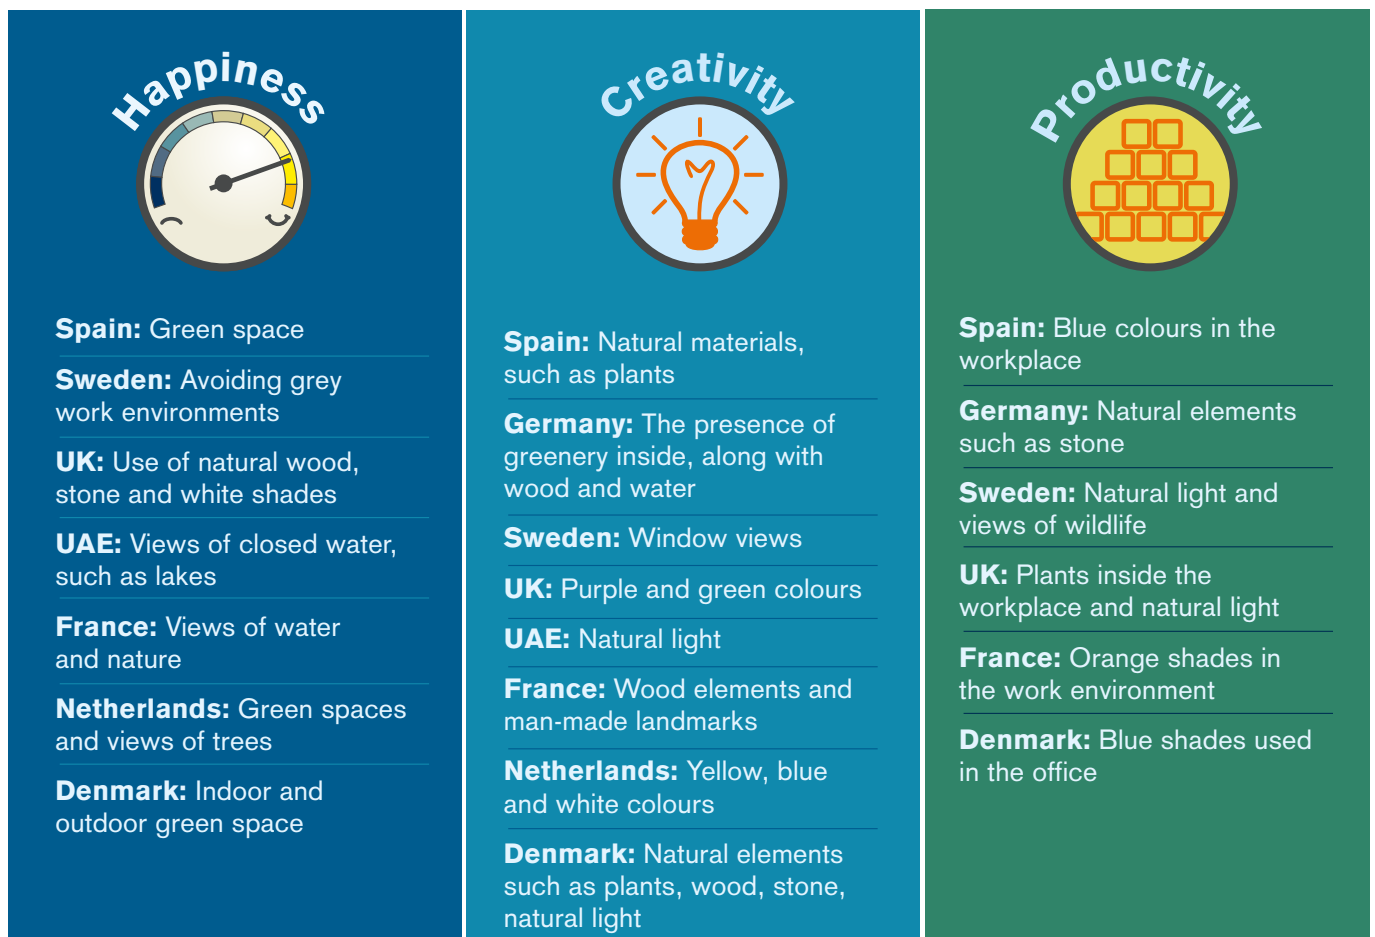 Happiness
Spain: Green space
Sweden: Avoiding grey
work environments
UK: Use of natural wood,
stone and white shades
UAE: Views of closed water,
such as lakes
France: Views of water
and nature
Netherlands: Green spaces
and views of trees
Denmark: Indoor and
outdoor green space
Creativity
Spain: Natural materials,
such as plants
Germany: The presence of
greenery inside, along with
wood and water
Sweden: Window views
UK: Purple and green colours
UAE: Natural light
France: Wood elements and
man-made landmarks
Netherlands: Yellow, blue
and white colours
Denmark: Natural elements
such as plants, wood, stone,
natural light
Productivity
Spain: Blue colours in the
workplace
Germany: Natural elements
such as stone
Sweden: Natural light and
views of wildlife
UK: Plants inside the
workplace and natural light
France: Orange shades in
the work environment
Denmark: Blue shades used
in the office